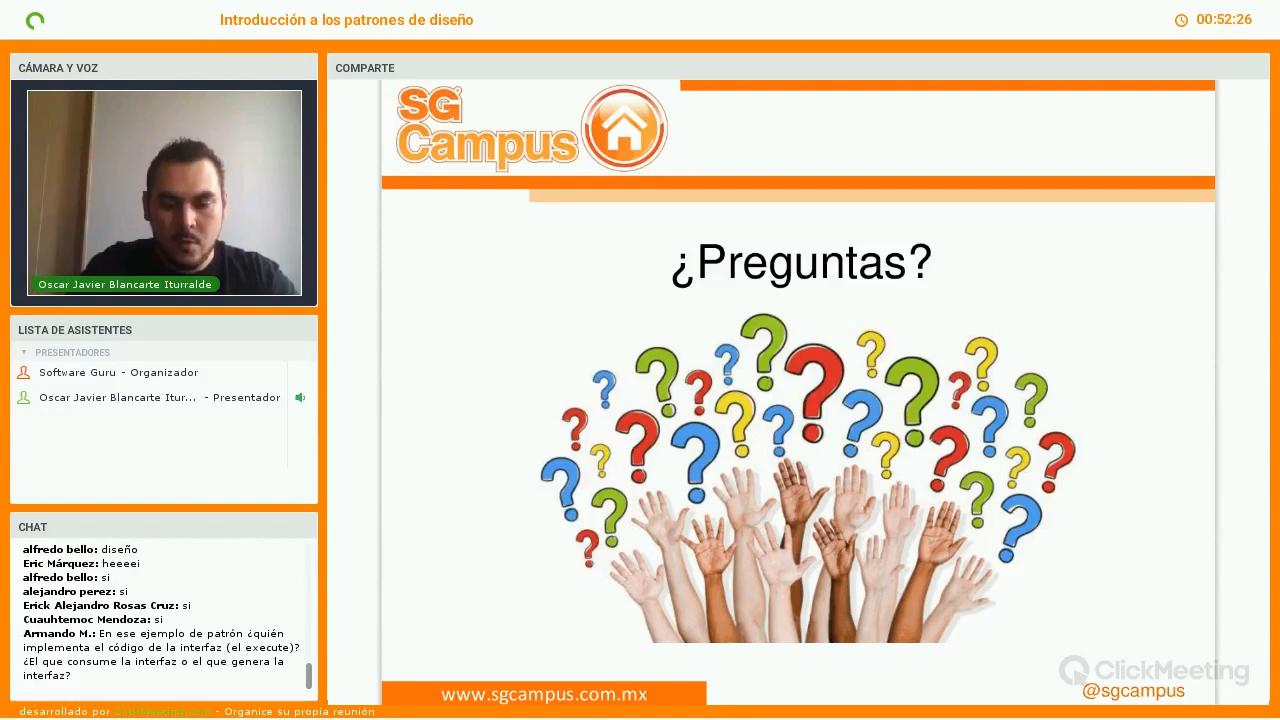 Introducción a los patrones de diseño
00:52:26
CÁMARA Y VOZ
Oscar Javier Blancarte Iturralde
LISTA DE ASISTENTES
PRESENTADORES
Software Guru - Organizador
Oscar Javier Blancarte Itur... - Presentador
CHAT
alfredo bello: diseño
Eric Márquez: heeeei
alfredo bello: si
alejandro perez: si
Erick Alejandro Rosas Cruz: si
Cuauhtemoc Mendoza: si
Armando M.: En ese ejemplo de patrón ¿quién
implementa el código de la interfaz (el execute)?
¿El que consume la interfaz o el que genera la
interfaz?
desarrollado por ClickMeeting.com - Organice su propia reunión
COMPARTE
SG
Campus
¿Preguntas?
ClickMeeting
@sgcampus
www.sgcampus.com.mx